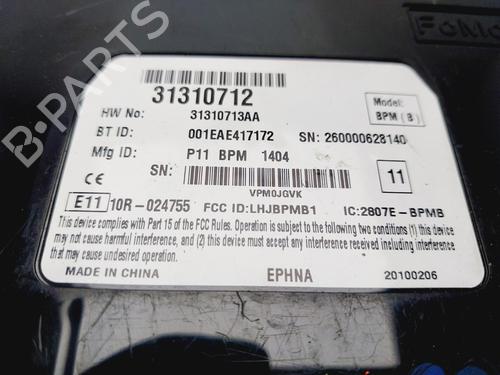 FoMo
31310712
Model:
BPM (B)
HW No: 31310713AA
BT ID: 001EAE417172 SN: 260000628140
Mfg ID: P11 BPM 1404
SN:
VPM0JGVK
11
CE
E11 10R-024755 FCC ID:LHJBPMB1 IC:2807E-BPMB
This device complies with Part 15 of the FCC Rules. Operation is subject to the following two conditions (1) this device
may not cause harmful interference, and (2) this device must accept any interference received including interference
that may cause undesired operation.
MADE IN CHINA EPHNA 20100206
B-PARTS